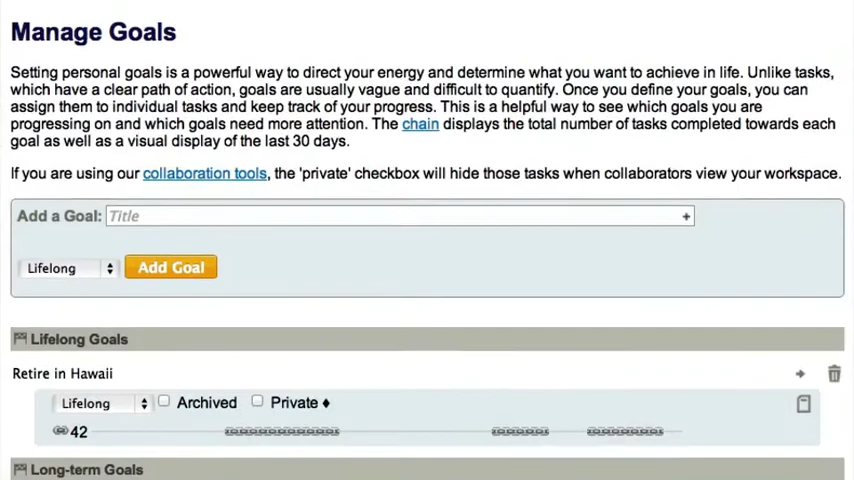 Manage Goals
Setting personal goals is a powerful way to direct your energy and determine what you want to achieve in life. Unlike tasks,
which have a clear path of action, goals are usually vague and difficult to quantify. Once you define your goals, you can
assign them to individual tasks and keep track of your progress. This is a helpful way to see which goals you are
progressing on and which goals need more attention. The chain displays the total number of tasks completed towards each
goal as well as a visual display of the last 30 days.
If you are using our collaboration tools, the 'private' checkbox will hide those tasks when collaborators view your workspace.
Add a Goal: Title +
Lifelong Add Goal
Lifelong Goals
Retire in Hawaii
Lifelong Archived Private
42
Long-term Goals